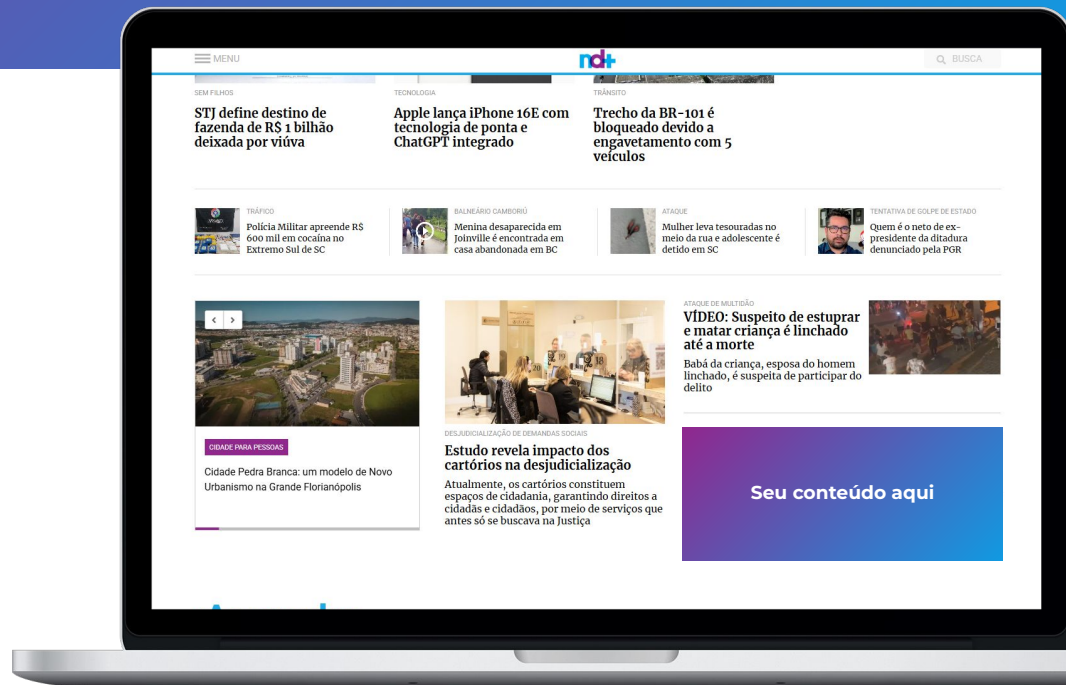 MENU
nd+
BUSCA
SEM FILHOS
STJ define destino de
fazenda de R$ 1 bilhão
deixada por viúva
TECNOLOGIA
Apple lança iPhone 16E com
tecnologia de ponta e
ChatGPT integrado
TRÂNSITO
Trecho da BR-101 é
bloqueado devido a
engavetamento com 5
veículos
TRÁFICO
Polícia Militar apreende R$
600 mil em cocaína no
Extremo Sul de SC
BALNEÁRIO CAMBORIÚ
Menina desaparecida em
Joinville é encontrada em
casa abandonada em BC
ATAQUE
Mulher leva tesouradas no
meio da rua e adolescente é
detido em SC
TENTATIVA DE GOLPE DE ESTADO
Quem é o neto de ex-
presidente da ditadura
denunciado pela PGR
CIDADE PARA PESSOAS
Cidade Pedra Branca: um modelo de Novo
Urbanismo na Grande Florianópolis
DESJUDICIALIZAÇÃO DE DEMANDAS SOCIAIS
Estudo revela impacto dos
cartórios na desjudicialização
Atualmente, os cartórios constituem
espaços de cidadania, garantindo direitos a
cidadãs e cidadãos, por meio de serviços que
antes só se buscava na Justiça
ATAQUE DE MULTIDÃO
VÍDEO: Suspeito de estuprar
e matar criança é linchado
até a morte
Babá da criança, esposa do homem
linchado, é suspeita de participar do
delito
Seu conteúdo aqui